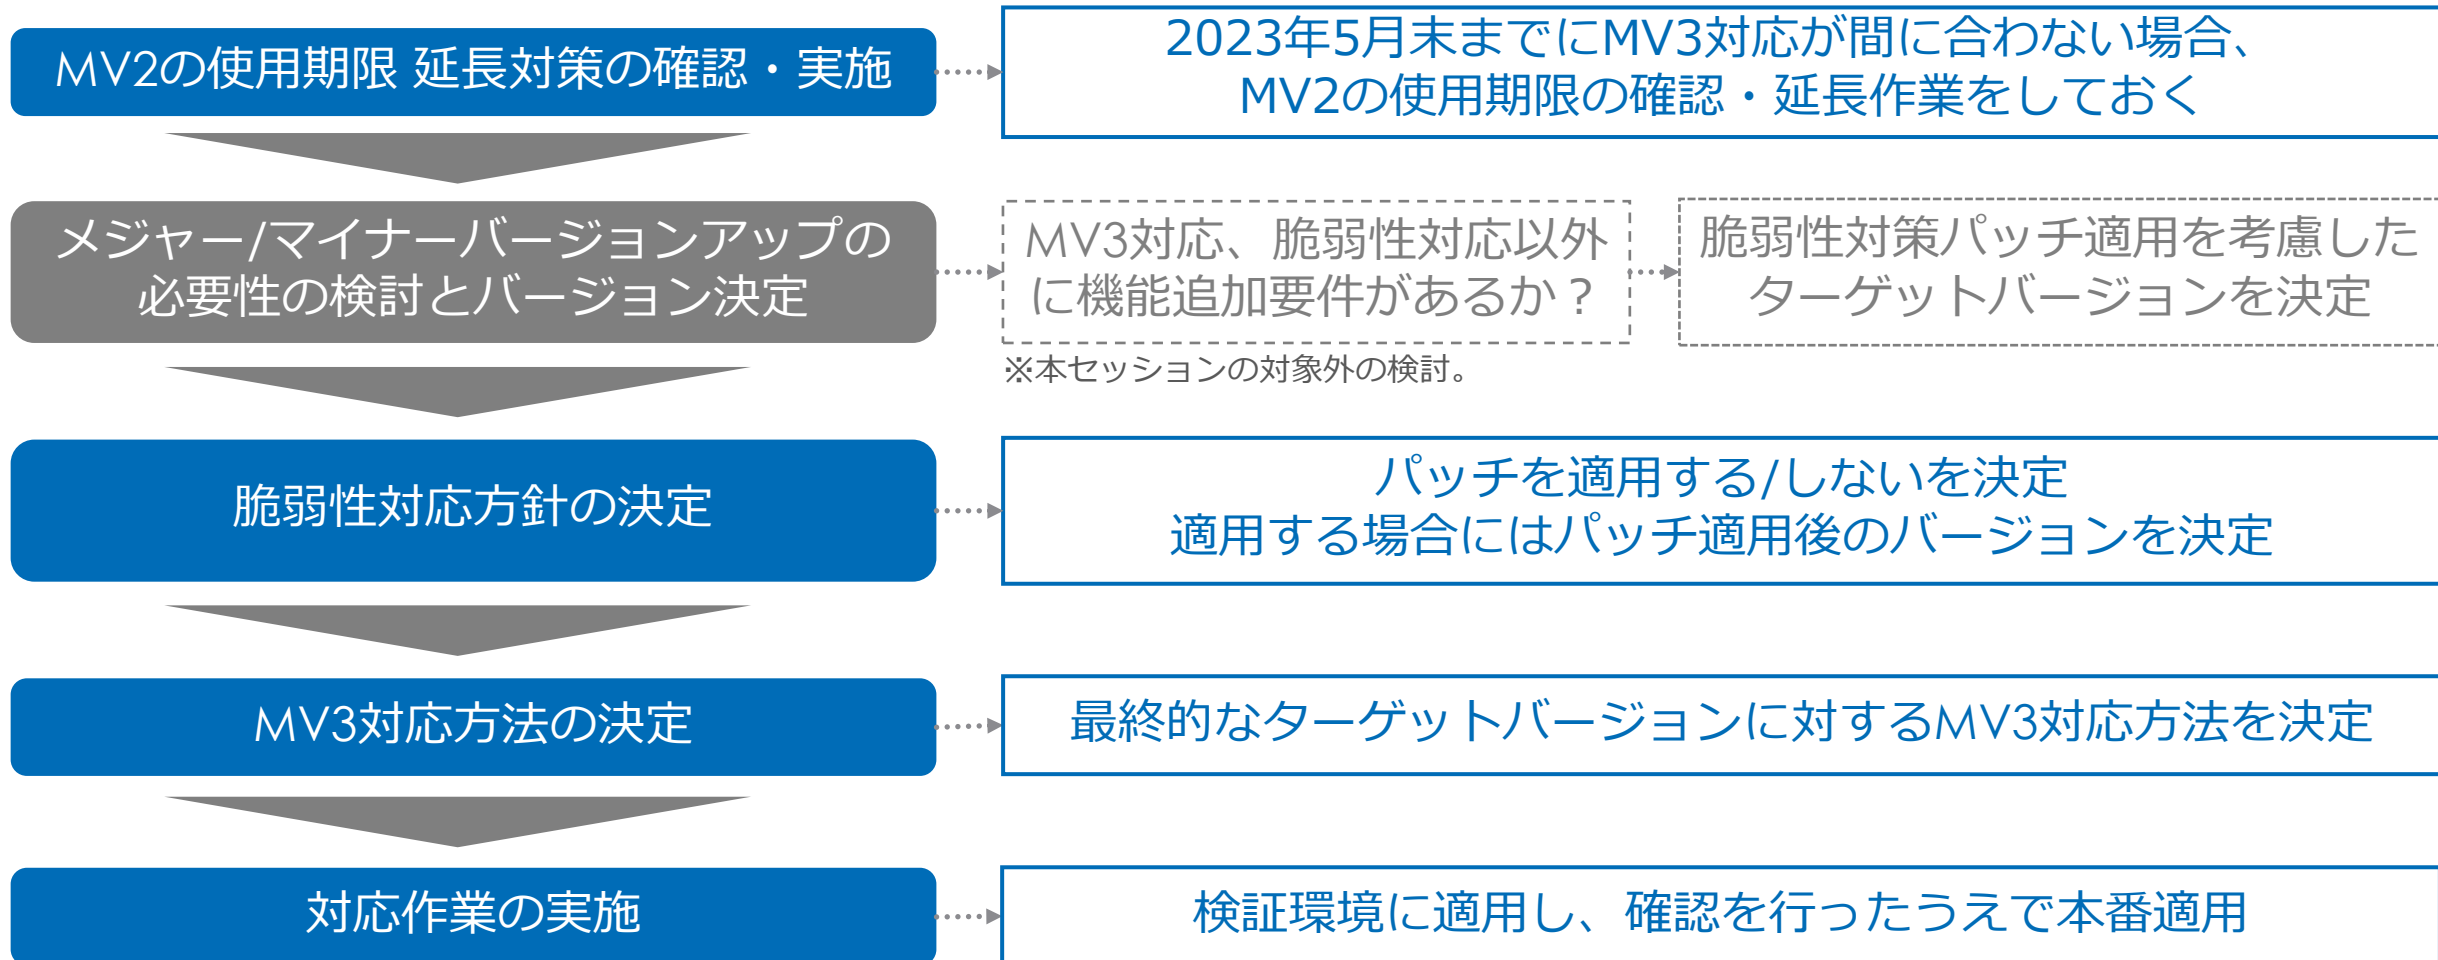 MV2の使用期限 延長対策の確認・実施
2023年5月末までにMV3対応が間に合わない場合、
MV2の使用期限の確認・延長作業をしておく
メジャー/マイナーバージョンアップの
必要性の検討とバージョン決定
MV3対応、脆弱性対応以外
に機能追加要件があるか？
脆弱性対策パッチ適用を考慮した
ターゲットバージョンを決定
※本セッションの対象外の検討。
脆弱性対応方針の決定
パッチを適用する/しないを決定
適用する場合にはパッチ適用後のバージョンを決定
MV3対応方法の決定
最終的なターゲットバージョンに対するMV3対応方法を決定
対応作業の実施
検証環境に適用し、確認を行ったうえで本番適用